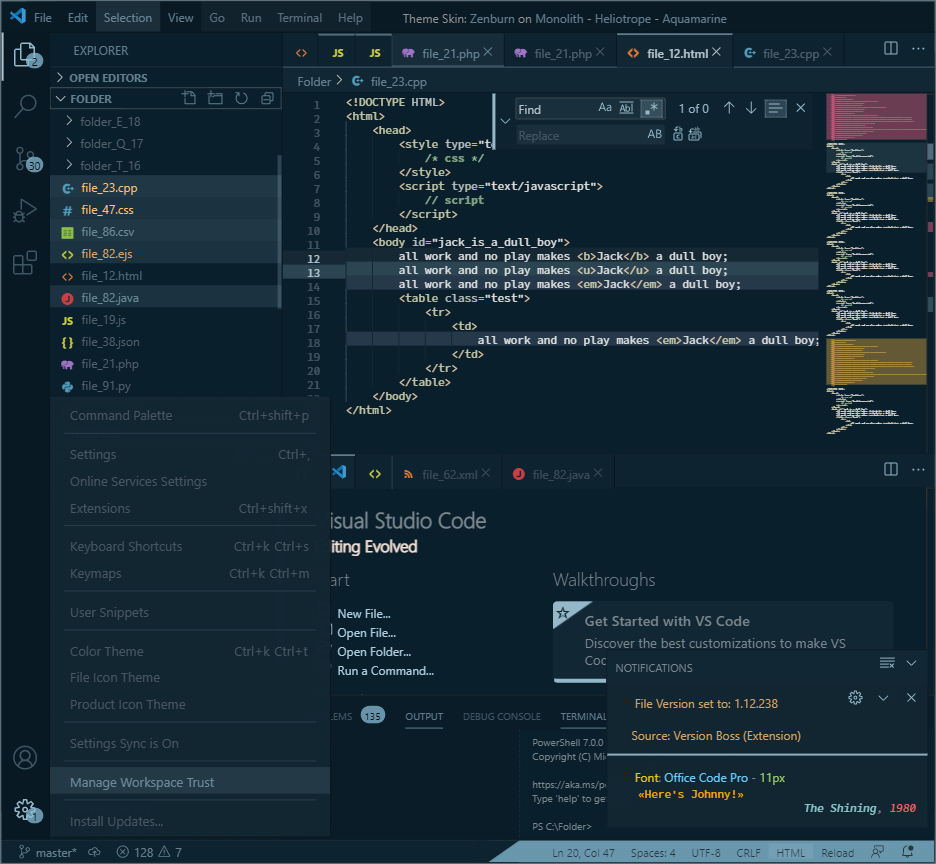 File Edit Selection View Go Run Terminal Help Theme Skin: Zenburn on Monolith - Heliotrope - Aquamarine
EXPLORER
OPEN EDITORS
FOLDER
folder_E_18
folder_Q_17
folder_T_16
file_23.cpp
file_47.css
file_86.csv
file_82.ejs
file_12.html
file_82.java
file_19.js
file_38.json
file_21.php
file_91.py
2
30
1
Command Palette Ctrl+shift+p
Settings Ctrl+,
Online Services Settings
Extensions Ctrl+shift+x
Keyboard Shortcuts Ctrl+k Ctrl+s
Keymaps Ctrl+k Ctrl+m
User Snippets
Color Theme Ctrl+k Ctrl+t
File Icon Theme
Product Icon Theme
Settings Sync is On
Manage Workspace Trust
Install Updates...
JS JS file_21.php file_21.php file_12.html file_23.cpp
Folder > file_23.cpp
Find Aa Abl .* 1 of 0
Replace AB
1 <!DOCTYPE HTML>
2 <html>
3 <head>
4 <style type="t
5 /* css */
6 </style>
7 <script type="text/javascript">
8 // script
9 </script>
10 </head>
11 <body id="jack_is_a_dull_boy">
12 all work and no play makes <b>Jack</b> a dull boy;
13 all work and no play makes <u>Jack</u> a dull boy;
14 all work and no play makes <em>Jack</em> a dull boy;
15 <table class="test">
16 <tr>
17 <td>
18 all work and no play makes <em>Jack</em> a dull boy;
19 </td>
20 </tr>
21 </table>
</body>
</html>
file_62.xml file_82.java
isual Studio Code
iting Evolved
art
New File...
Open File...
Open Folder...
Run a Command...
Walkthroughs
Get Started with VS Code
Discover the best customizations to make VS
Coc
LEMS 135 OUTPUT DEBUG CONSOLE TERMINAL
PowerShell 7.0.0
Copyright (C) Mi
https://aka.ms/p
Type 'help' to ge
PS C:\Folder>
NOTIFICATIONS
File Version set to: 1.12.238
Source: Version Boss (Extension)
Font: Office Code Pro - 11px
«Here's Johnny!»
The Shining, 1980
master* 128 7 Ln 20, Col 47 Spaces: 4 UTF-8 CRLF HTML Reload